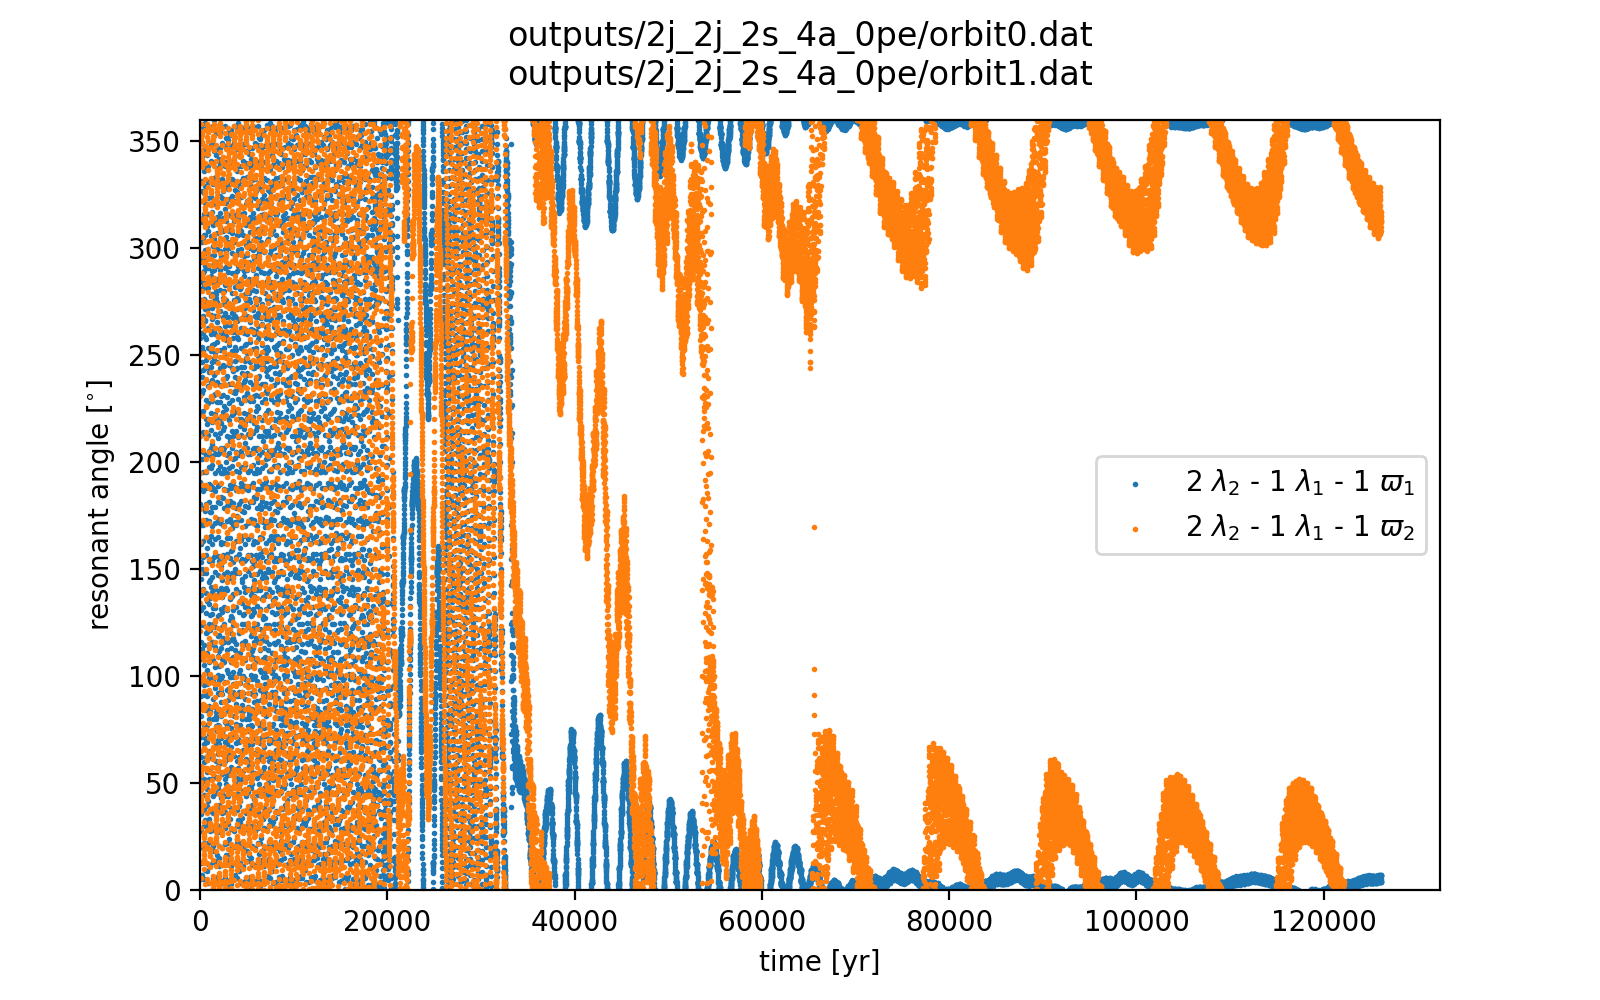 outputs/2j_2j_2s_4a_0pe/orbit0.dat
outputs/2j_2j_2s_4a_0pe/orbit1.dat
350
300
250
200
150
100
50
0
resonant angle [°]
2 λ₂ - 1 λ₁ - 1 ϖ₁
2 λ₂ - 1 λ₁ - 1 ϖ₂
0 20000 40000 60000 80000 100000 120000
time [yr]